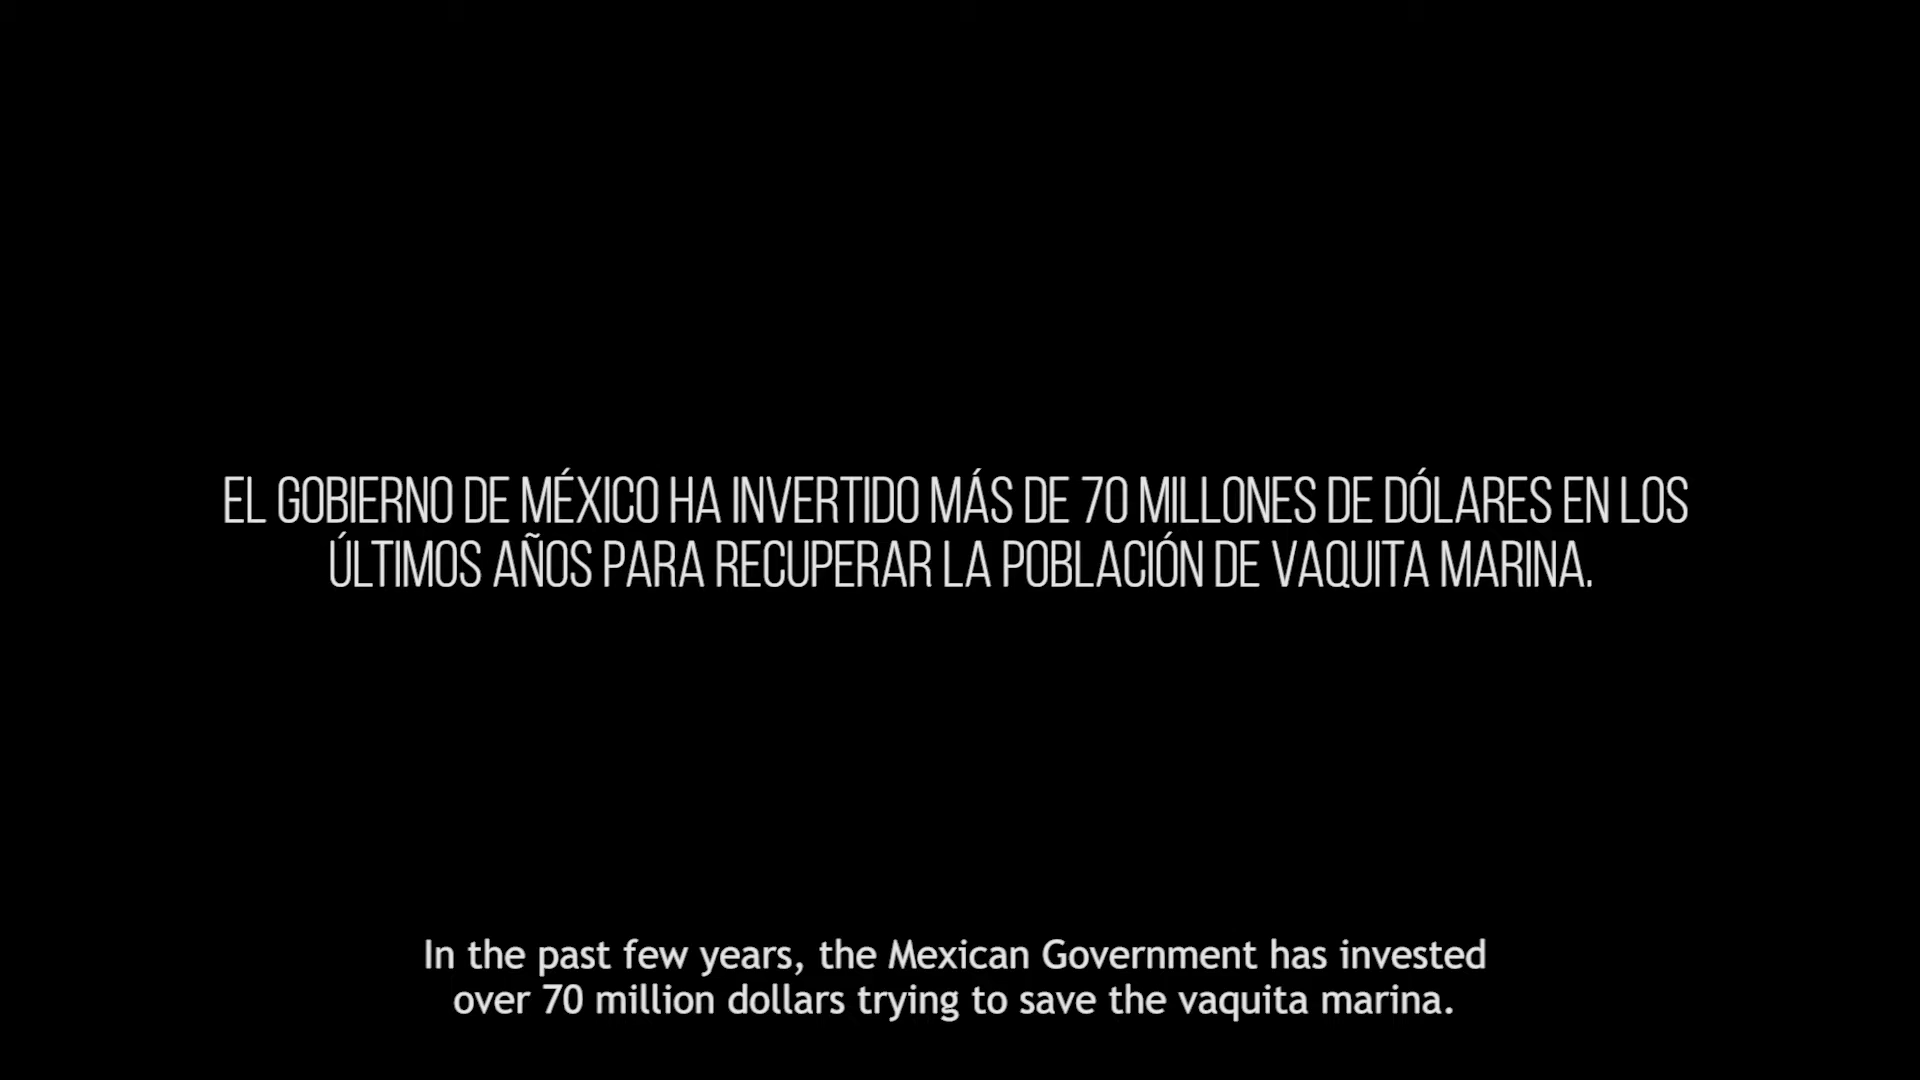 EL GOBIERNO DE MÉXICO HA INVERTIDO MÁS DE 70 MILLONES DE DÓLARES EN LOS
ÚLTIMOS AÑOS PARA RECUPERAR LA POBLACIÓN DE VAQUITA MARINA.
In the past few years, the Mexican Government has invested
over 70 million dollars trying to save the vaquita marina.